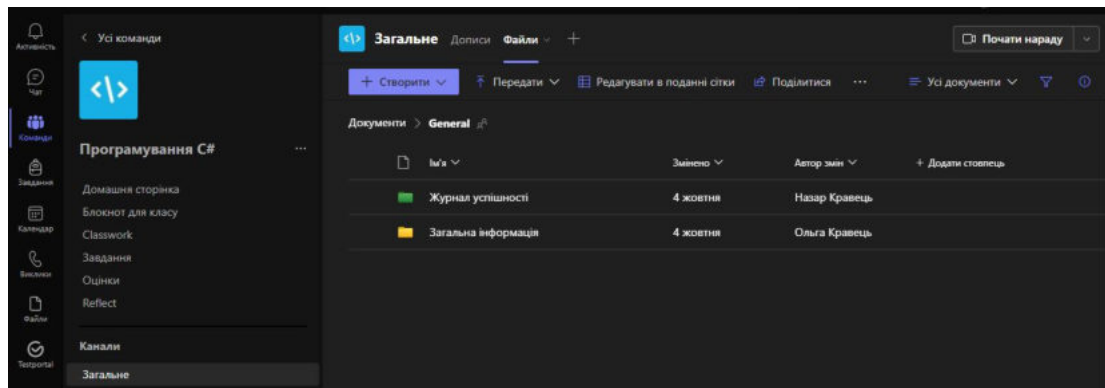 Активність
Чат
Команди
Завдання
Календар
Виклики
Файли
Testportal
Усі команди
</>
Програмування C#
...
Домашня сторінка
Блокнот для класу
Classwork
Завдання
Оцінки
Reflect
Канали
Загальне
</> Загальне Дописи Файли + Почати нараду
+ Створити Передати Редагувати в поданні сітки Поділитися ... Усі документи
Документи > General
Ім'я Змінено Автор змін + Додати стовпець
Журнал успішності 4 жовтня Назар Кравець
Загальна інформація 4 жовтня Ольга Кравець